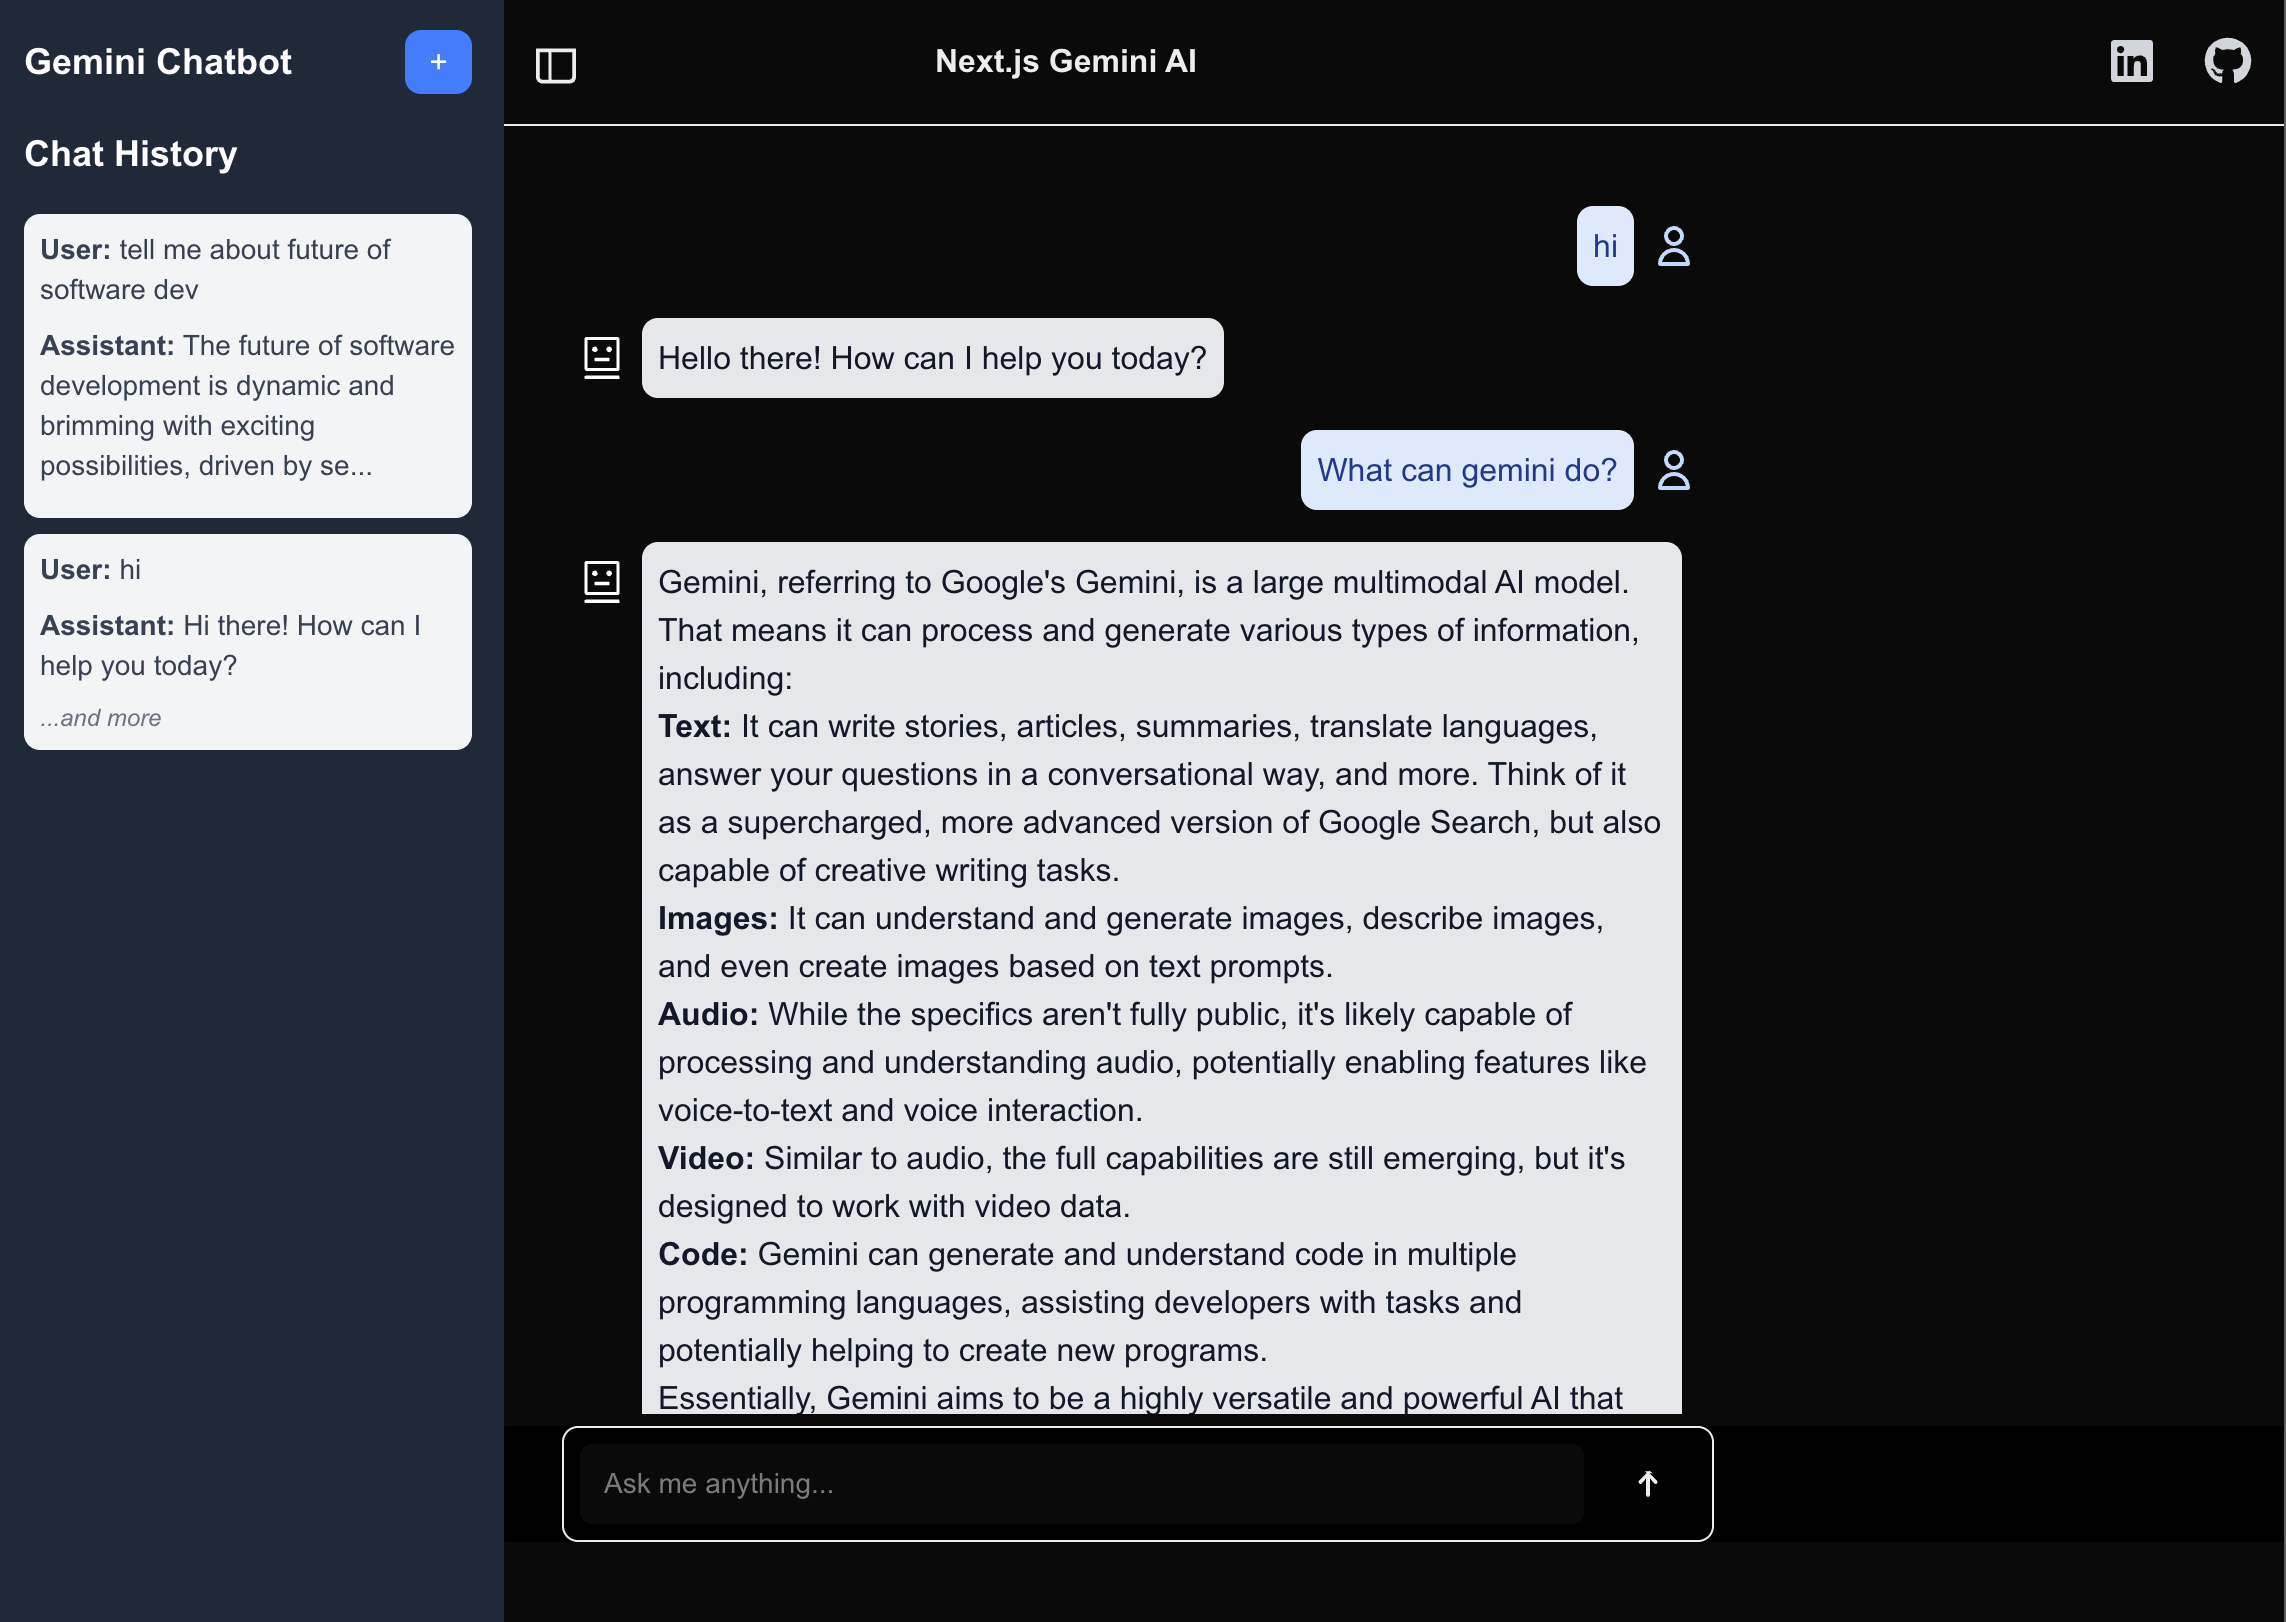 Gemini Chatbot
+
Chat History
User: tell me about future of
software dev
Assistant: The future of software
development is dynamic and
brimming with exciting
possibilities, driven by se...
User: hi
Assistant: Hi there! How can I
help you today?
...and more
Next.js Gemini AI
in
hi
Hello there! How can I help you today?
What can gemini do?
Gemini, referring to Google's Gemini, is a large multimodal AI model.
That means it can process and generate various types of information,
including:
Text: It can write stories, articles, summaries, translate languages,
answer your questions in a conversational way, and more. Think of it
as a supercharged, more advanced version of Google Search, but also
capable of creative writing tasks.
Images: It can understand and generate images, describe images,
and even create images based on text prompts.
Audio: While the specifics aren't fully public, it's likely capable of
processing and understanding audio, potentially enabling features like
voice-to-text and voice interaction.
Video: Similar to audio, the full capabilities are still emerging, but it's
designed to work with video data.
Code: Gemini can generate and understand code in multiple
programming languages, assisting developers with tasks and
potentially helping to create new programs.
Essentially, Gemini aims to be a highly versatile and powerful AI that
Ask me anything...